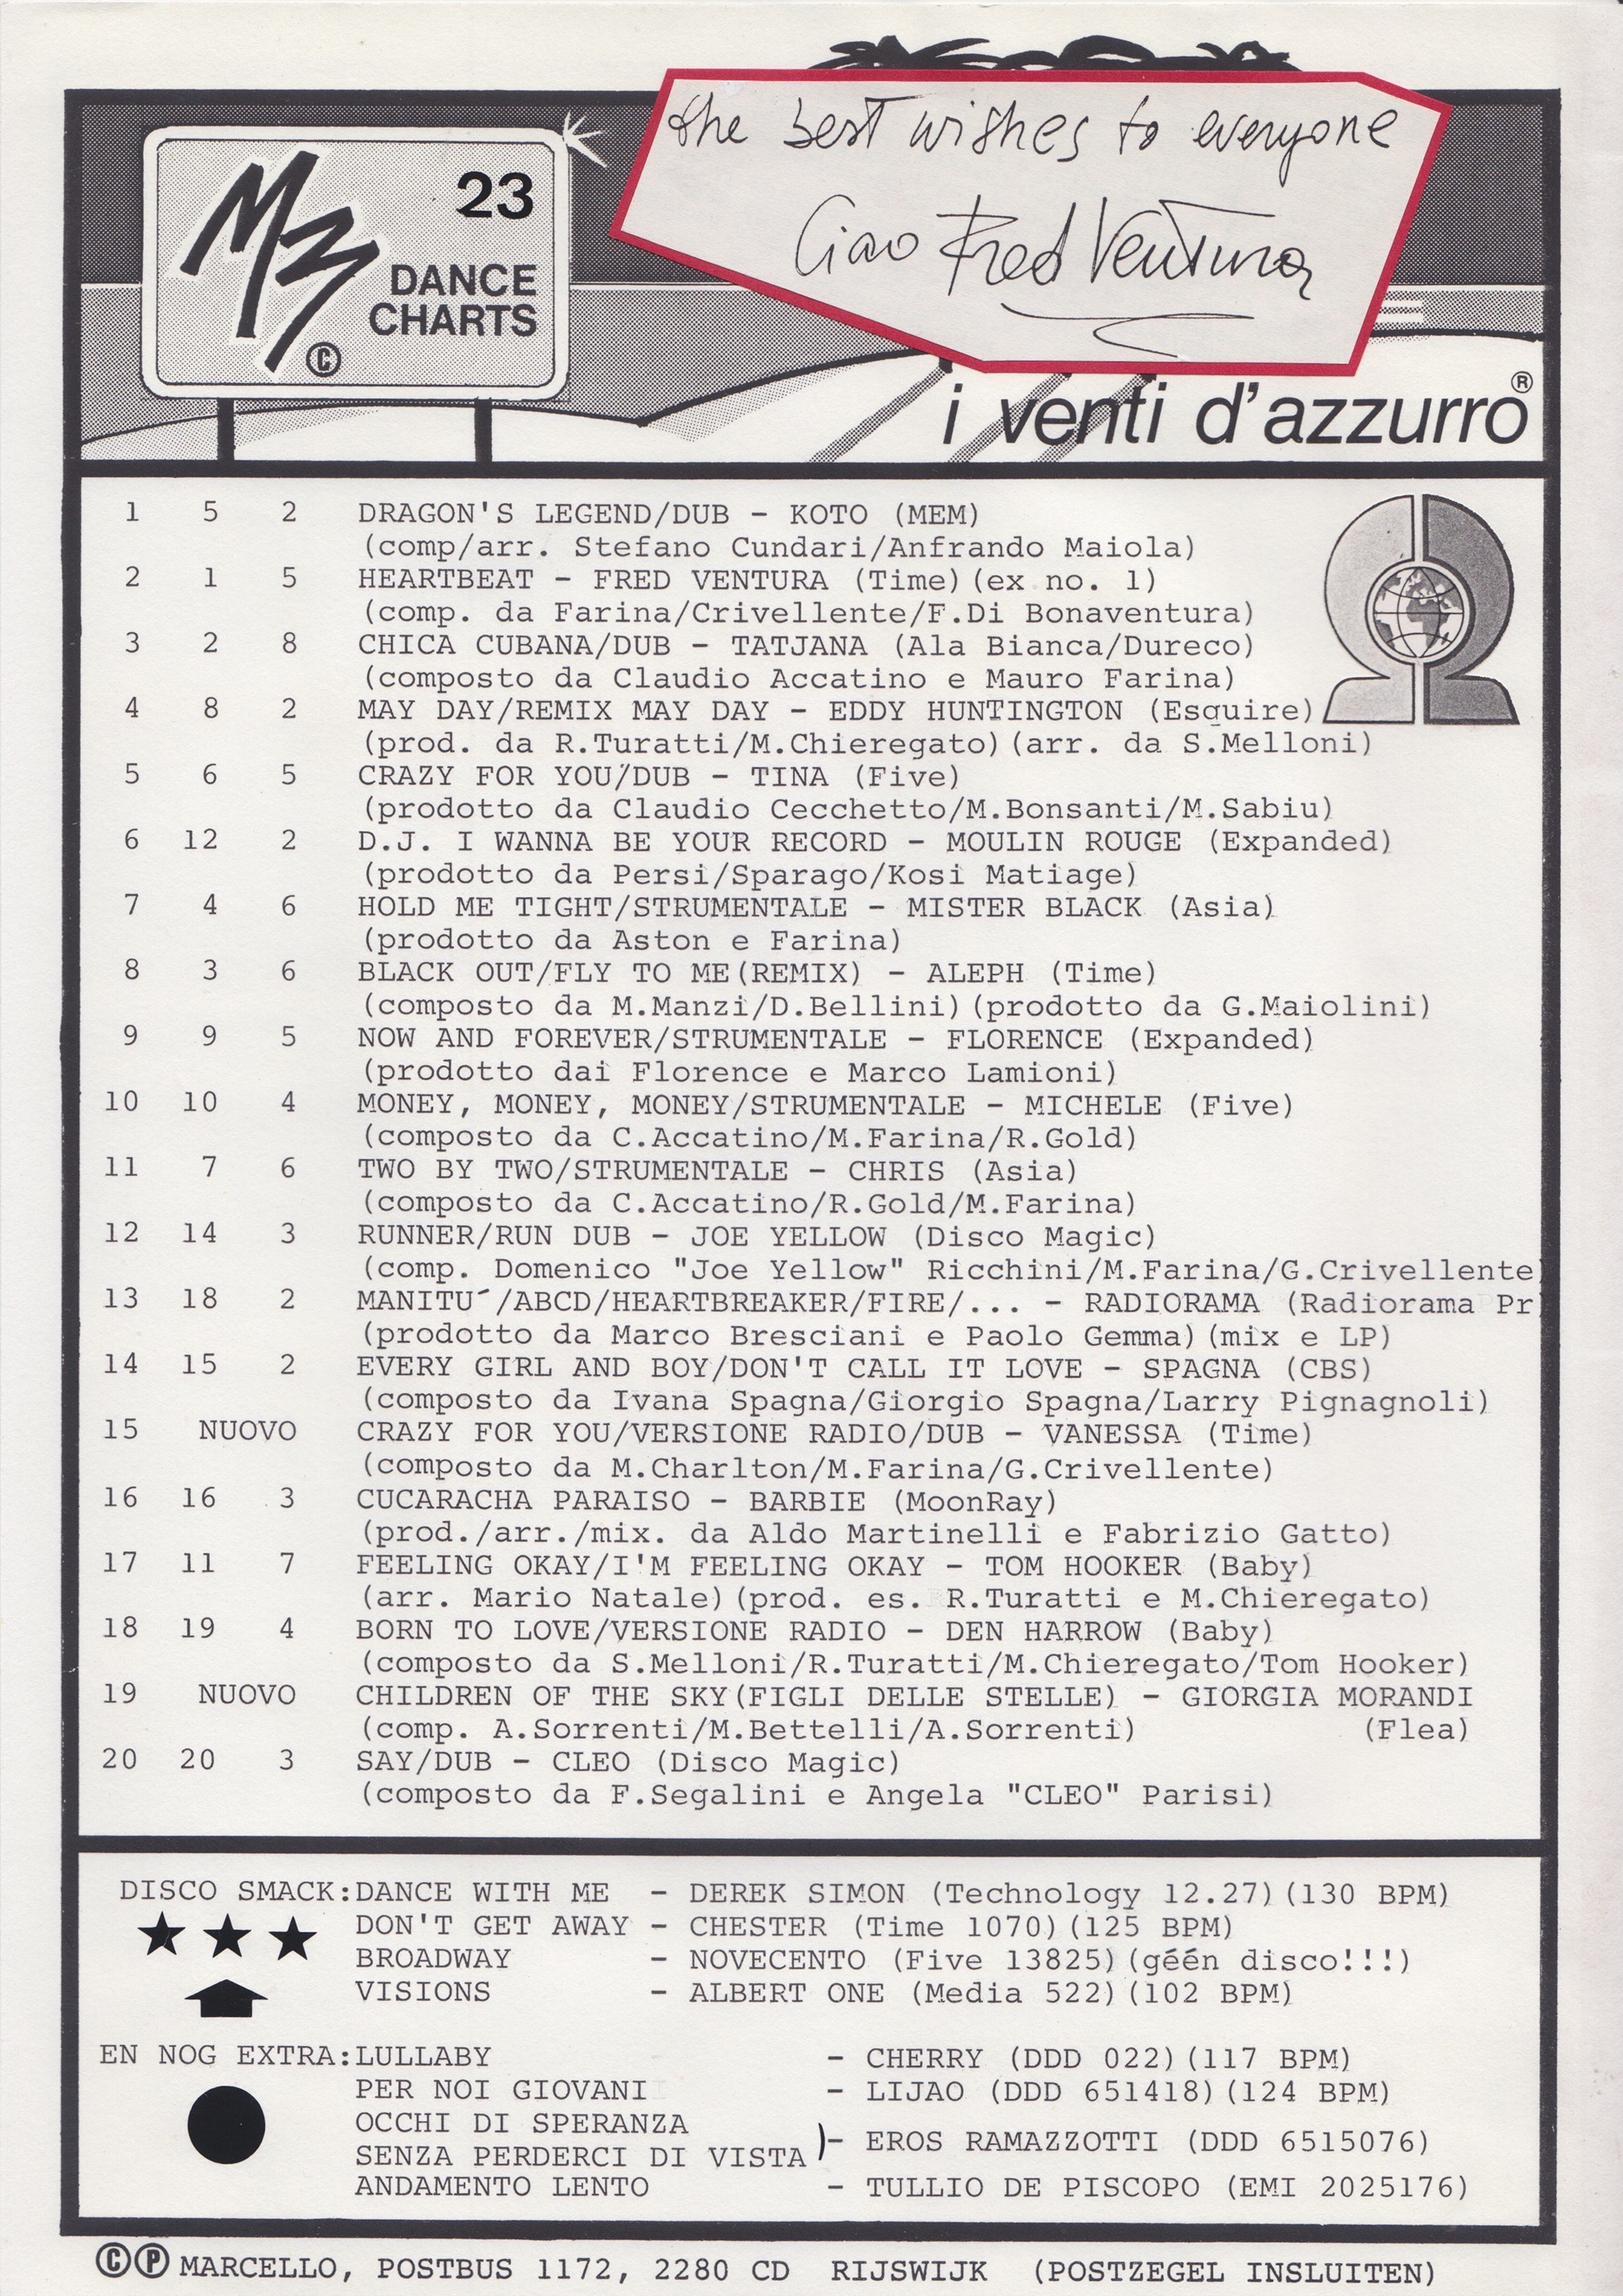 the best wishes to everyone
Ciao Fred Ventura
M3
23
DANCE
CHARTS
©
i venti d'azzurro®
1 5 2 DRAGON'S LEGEND/DUB - KOTO (MEM)
(comp/arr. Stefano Cundari/Anfrando Maiola)
2 1 5 HEARTBEAT - FRED VENTURA (Time)(ex no. 1)
(comp. da Farina/Crivellente/F.Di Bonaventura)
3 2 8 CHICA CUBANA/DUB - TATJANA (Ala Bianca/Dureco)
(composto da Claudio Accatino e Mauro Farina)
4 8 2 MAY DAY/REMIX MAY DAY - EDDY HUNTINGTON (Esquire)
(prod. da R.Turatti/M.Chieregato)(arr. da S.Melloni)
5 6 5 CRAZY FOR YOU/DUB - TINA (Five)
(prodotto da Claudio Cecchetto/M.Bonsanti/M.Sabiu)
6 12 2 D.J. I WANNA BE YOUR RECORD - MOULIN ROUGE (Expanded)
(prodotto da Persi/Sparago/Kosi Matiage)
7 4 6 HOLD ME TIGHT/STRUMENTALE - MISTER BLACK (Asia)
(prodotto da Aston e Farina)
8 3 6 BLACK OUT/FLY TO ME(REMIX) - ALEPH (Time)
(composto da M.Manzi/D.Bellini)(prodotto da G.Maiolini)
9 9 5 NOW AND FOREVER/STRUMENTALE - FLORENCE (Expanded)
(prodotto dai Florence e Marco Lamioni)
10 10 4 MONEY, MONEY, MONEY/STRUMENTALE - MICHELE (Five)
(composto da C.Accatino/M.Farina/R.Gold)
11 7 6 TWO BY TWO/STRUMENTALE - CHRIS (Asia)
(composto da C.Accatino/R.Gold/M.Farina)
12 14 3 RUNNER/RUN DUB - JOE YELLOW (Disco Magic)
(comp. Domenico "Joe Yellow" Ricchini/M.Farina/G.Crivellente)
13 18 2 MANITU´/ABCD/HEARTBREAKER/FIRE/... - RADIORAMA (Radiorama Pr)
(prodotto da Marco Bresciani e Paolo Gemma)(mix e LP)
14 15 2 EVERY GIRL AND BOY/DON'T CALL IT LOVE - SPAGNA (CBS)
(composto da Ivana Spagna/Giorgio Spagna/Larry Pignagnoli)
15 NUOVO CRAZY FOR YOU/VERSIONE RADIO/DUB - VANESSA (Time)
(composto da M.Charlton/M.Farina/G.Crivellente)
16 16 3 CUCARACHA PARAISO - BARBIE (MoonRay)
(prod./arr./mix. da Aldo Martinelli e Fabrizio Gatto)
17 11 7 FEELING OKAY/I'M FEELING OKAY - TOM HOOKER (Baby)
(arr. Mario Natale)(prod. es. R.Turatti e M.Chieregato)
18 19 4 BORN TO LOVE/VERSIONE RADIO - DEN HARROW (Baby)
(composto da S.Melloni/R.Turatti/M.Chieregato/Tom Hooker)
19 NUOVO CHILDREN OF THE SKY(FIGLI DELLE STELLE) - GIORGIA MORANDI
(comp. A.Sorrenti/M.Bettelli/A.Sorrenti) (Flea)
20 20 3 SAY/DUB - CLEO (Disco Magic)
(composto da F.Segalini e Angela "CLEO" Parisi)
DISCO SMACK:DANCE WITH ME - DEREK SIMON (Technology 12.27)(130 BPM)
DON'T GET AWAY - CHESTER (Time 1070)(125 BPM)
BROADWAY - NOVECENTO (Five 13825)(géén disco!!!)
VISIONS - ALBERT ONE (Media 522)(102 BPM)
EN NOG EXTRA:LULLABY - CHERRY (DDD 022)(117 BPM)
PER NOI GIOVANI - LIJAO (DDD 651418)(124 BPM)
OCCHI DI SPERANZA
SENZA PERDERCI DI VISTA )- EROS RAMAZZOTTI (DDD 6515076)
ANDAMENTO LENTO - TULLIO DE PISCOPO (EMI 2025176)
©℗ MARCELLO, POSTBUS 1172, 2280 CD RIJSWIJK (POSTZEGEL INSLUITEN)